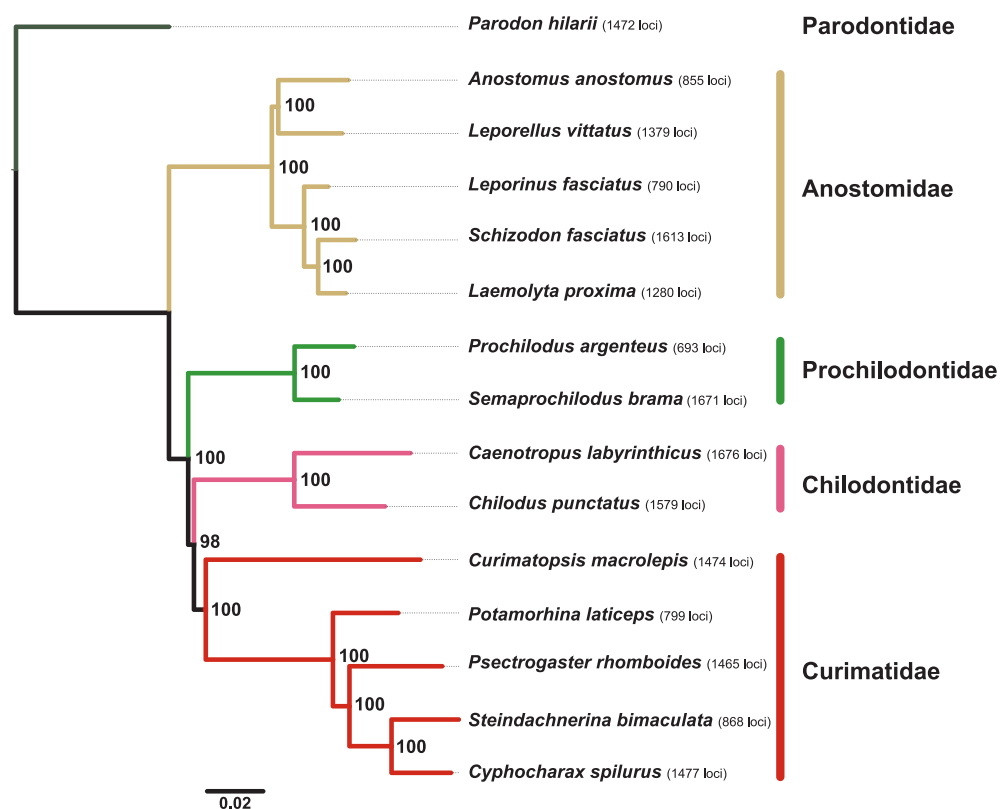 Parodon hilarii (1472 loci)
Parodontidae
Anostomus anostomus (855 loci)
100
Leporellus vittatus (1379 loci)
100
Leporinus fasciatus (790 loci)
Anostomidae
100
Schizodon fasciatus (1613 loci)
100
Laemolyta proxima (1280 loci)
Prochilodus argenteus (693 loci)
100
Prochilodontidae
Semaprochilodus brama (1671 loci)
100
Caenotropus labyrinthicus (1676 loci)
100
Chilodontidae
Chilodus punctatus (1579 loci)
98
Curimatopsis macrolepis (1474 loci)
100
Potamorhina laticeps (799 loci)
100
Psectrogaster rhomboides (1465 loci)
Curimatidae
100
Steindachnerina bimaculata (868 loci)
100
Cyphocharax spilurus (1477 loci)
0.02